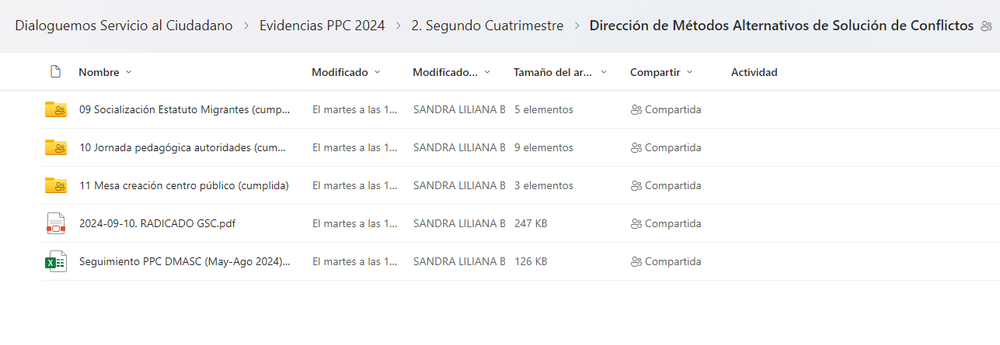 Dialoguemos Servicio al Ciudadano > Evidencias PPC 2024 > 2. Segundo Cuatrimestre > Dirección de Métodos Alternativos de Solución de Conflictos
Nombre Modificado Modificado... Tamaño del ar... Compartir Actividad
09 Socialización Estatuto Migrantes (cump... El martes a las 1... SANDRA LILIANA B 5 elementos Compartida
10 Jornada pedagógica autoridades (cum... El martes a las 1... SANDRA LILIANA B 9 elementos Compartida
11 Mesa creación centro público (cumplida) El martes a las 1... SANDRA LILIANA B 3 elementos Compartida
2024-09-10. RADICADO GSC.pdf El martes a las 1... SANDRA LILIANA B 247 KB Compartida
Seguimiento PPC DMASC (May-Ago 2024)... El martes a las 1... SANDRA LILIANA B 126 KB Compartida